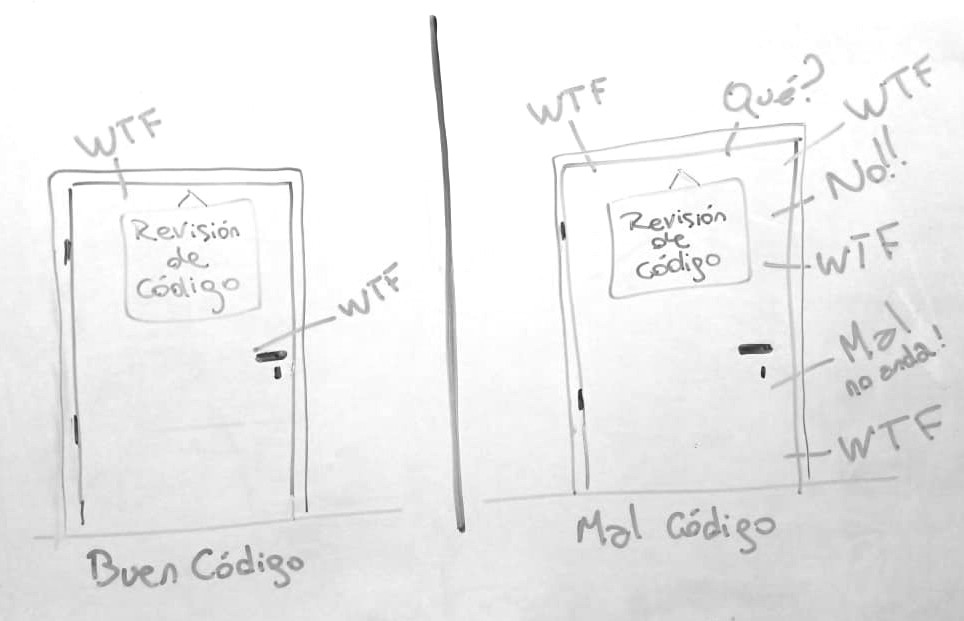 WTF
Revisión
de
Código
WTF
Buen Código
WTF
Qué?
WTF
No!!
Revisión
de
Código
WTF
Mal
no anda!
WTF
Mal Código